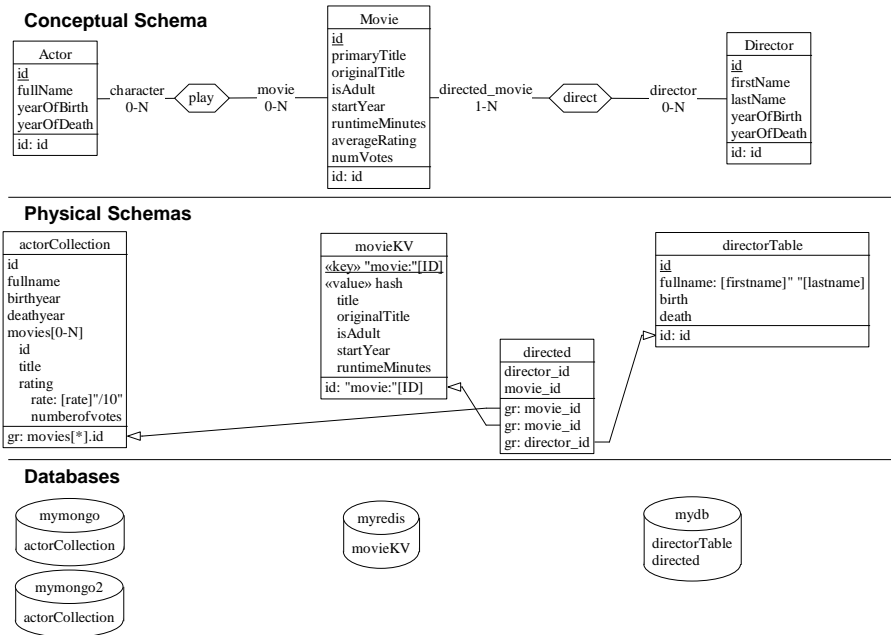 Conceptual Schema
Actor
id
fullName
yearOfBirth
yearOfDeath
id: id
character
0-N
play
movie
0-N
Movie
id
primaryTitle
originalTitle
isAdult
startYear
runtimeMinutes
averageRating
numVotes
id: id
directed_movie
1-N
direct
director
0-N
Director
id
firstName
lastName
yearOfBirth
yearOfDeath
id: id
Physical Schemas
actorCollection
id
fullname
birthyear
deathyear
movies[0-N]
id
title
rating
rate: [rate]"/10"
numberofvotes
gr: movies[*].id
movieKV
«key» "movie:"[ID]
«value» hash
title
originalTitle
isAdult
startYear
runtimeMinutes
id: "movie:"[ID]
directed
director_id
movie_id
gr: movie_id
gr: movie_id
gr: director_id
directorTable
id
fullname: [firstname]" "[lastname]
birth
death
id: id
Databases
mymongo
actorCollection
mymongo2
actorCollection
myredis
movieKV
mydb
directorTable
directed